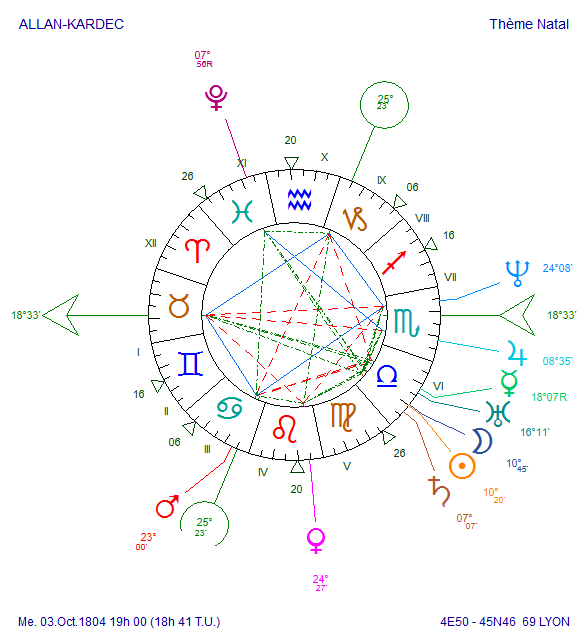 ALLAN-KARDEC
Thème Natal
07°
56R
25°
23'
20
X
XI
IX
26
06
VIII
16
XII
VII
24°08'
18°33'
18°33'
I
08°35'
16
VI
18°07R
II
16°11'
06
III
26
IV
V
10°
45'
20
10°
20'
07°
07'
25°
23'
23°
00'
24°
27'
Me. 03.Oct.1804 19h 00 (18h 41 T.U.)
4E50 - 45N46 69 LYON